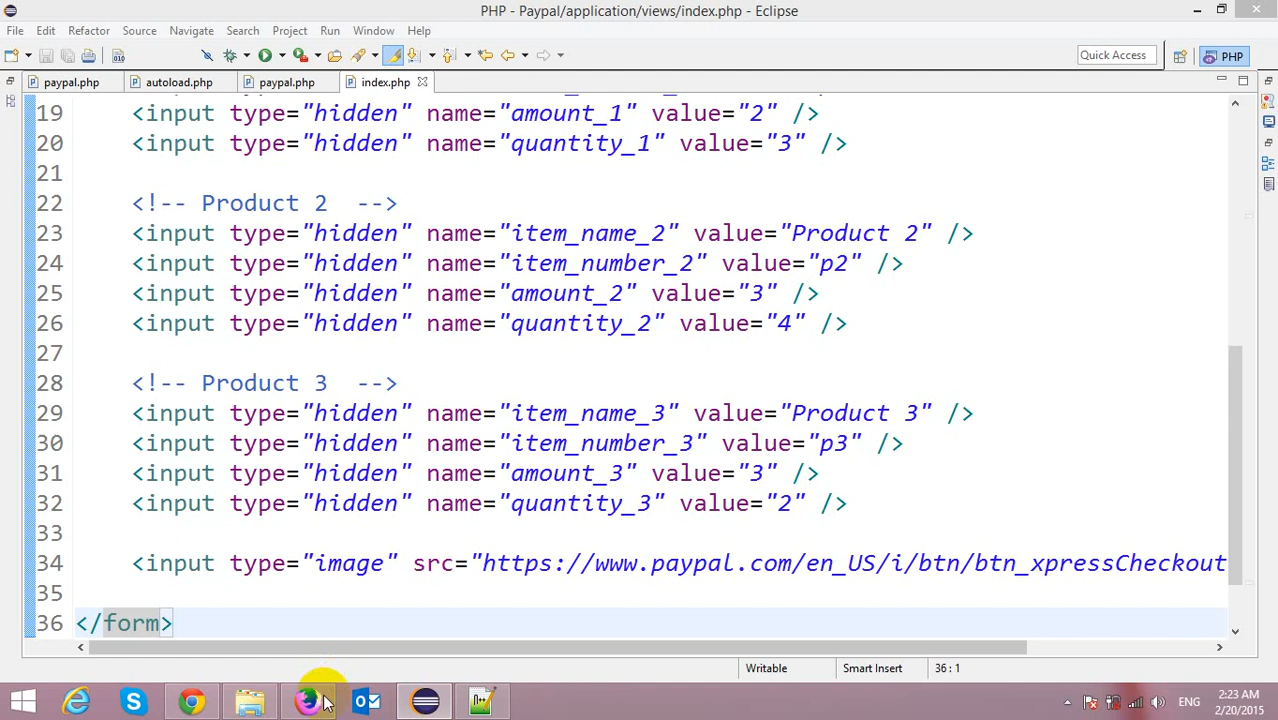 PHP - Paypal/application/views/index.php - Eclipse
File Edit Refactor Source Navigate Search Project Run Window Help
Quick Access
PHP
paypal.php autoload.php paypal.php index.php
19 <input type="hidden" name="amount_1" value="2" />
20 <input type="hidden" name="quantity_1" value="3" />
21
22 <!-- Product 2  -->
23 <input type="hidden" name="item_name_2" value="Product 2" />
24 <input type="hidden" name="item_number_2" value="p2" />
25 <input type="hidden" name="amount_2" value="3" />
26 <input type="hidden" name="quantity_2" value="4" />
27
28 <!-- Product 3  -->
29 <input type="hidden" name="item_name_3" value="Product 3" />
30 <input type="hidden" name="item_number_3" value="p3" />
31 <input type="hidden" name="amount_3" value="3" />
32 <input type="hidden" name="quantity_3" value="2" />
33
34 <input type="image" src="https://www.paypal.com/en_US/i/btn/btn_xpressCheckout
35
36 </form>
Writable Smart Insert 36 : 1
ENG
2:23 AM
2/20/2015